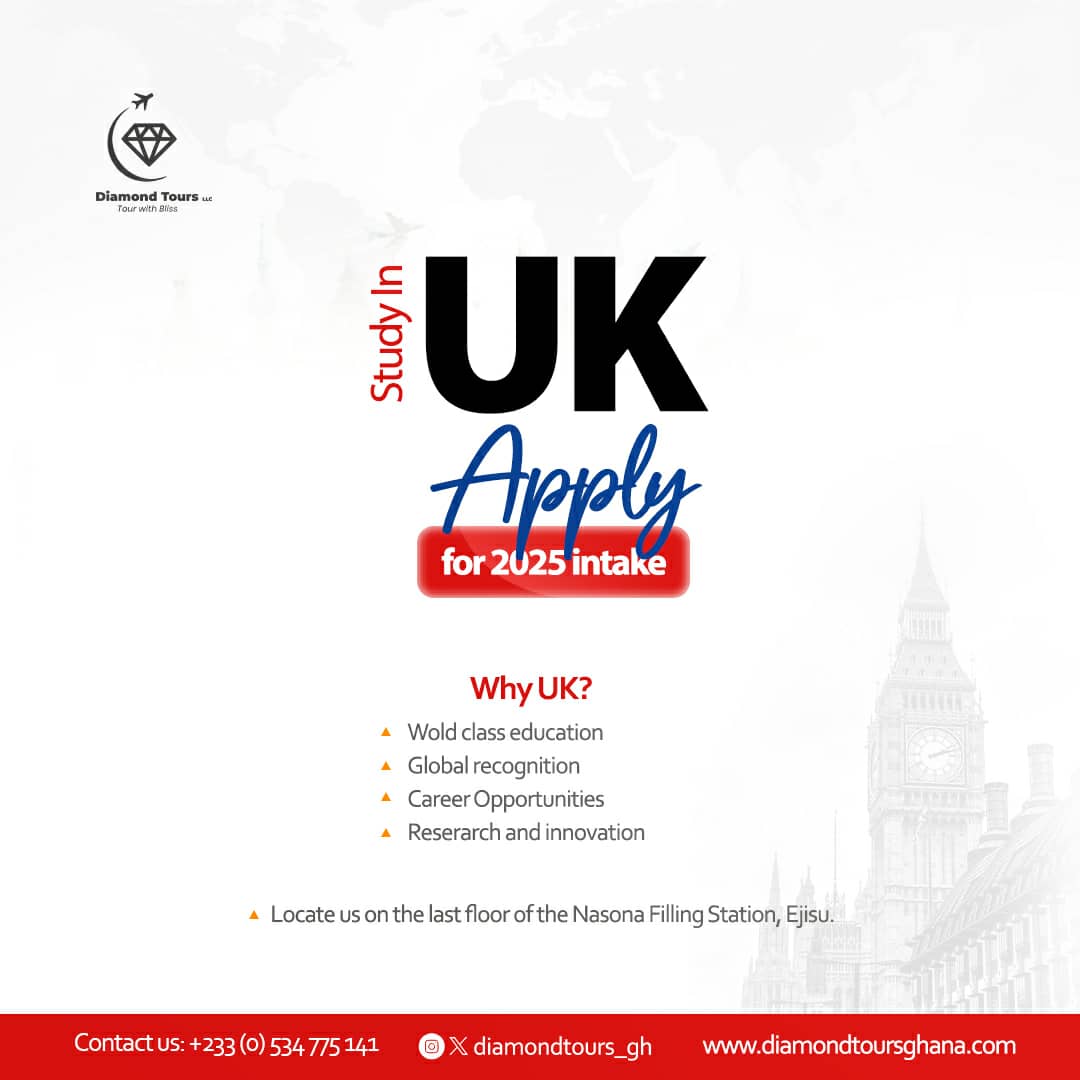 Diamond Tours LLC
Tour with Bliss
Study In
UK
Apply
for 2025 intake
Why UK?
Wold class education
Global recognition
Career Opportunities
Reserarch and innovation
Locate us on the last floor of the Nasona Filling Station, Ejisu.
Contact us: +233 (0) 534 775 141
diamondtours_gh
www.diamondtoursghana.com